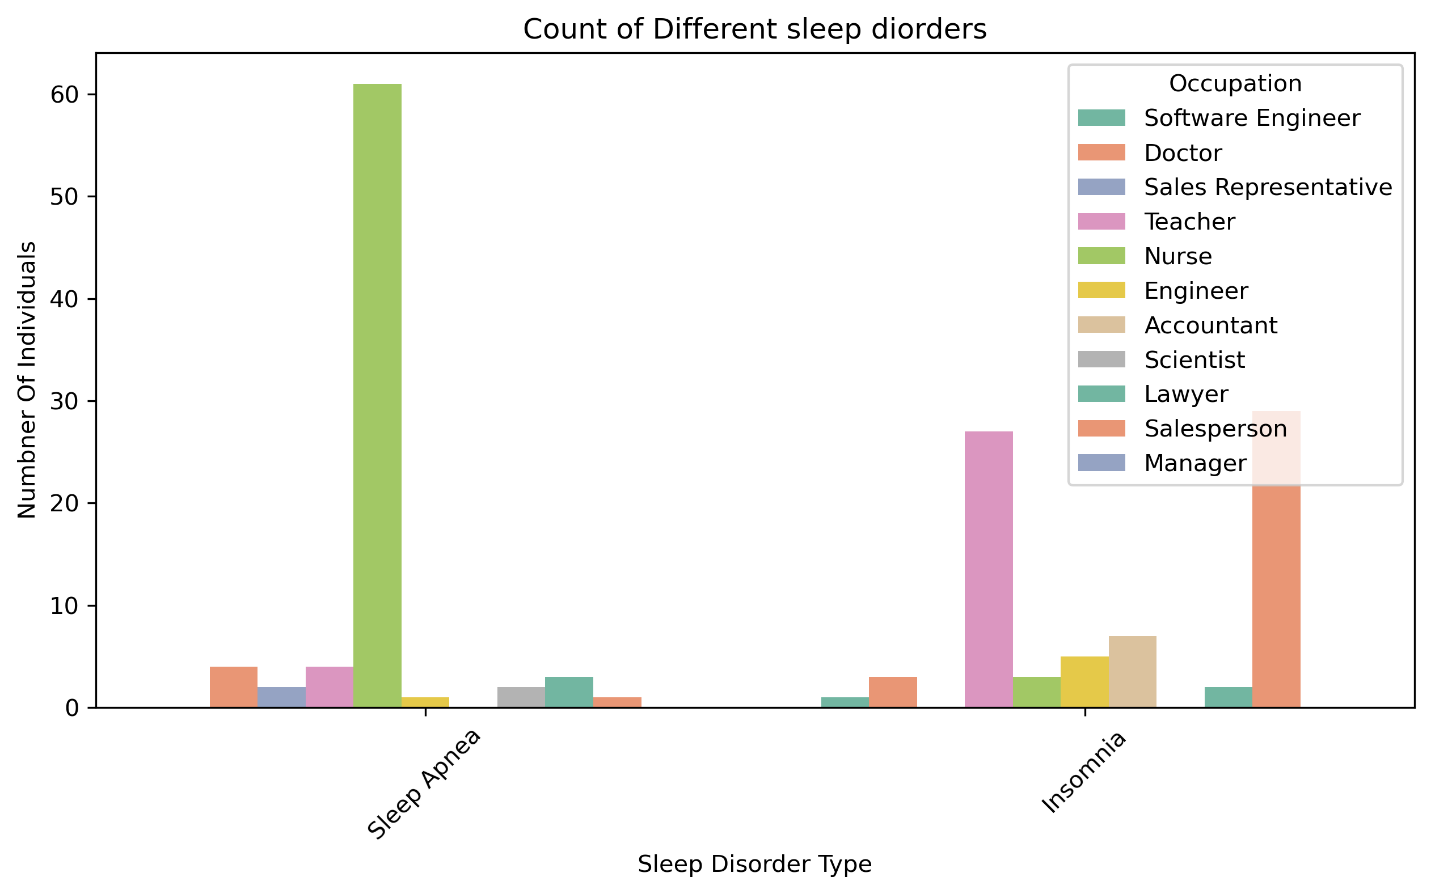 Count of Different sleep diorders
Numbner Of Individuals
60
50
40
30
20
10
0
Occupation
Software Engineer
Doctor
Sales Representative
Teacher
Nurse
Engineer
Accountant
Scientist
Lawyer
Salesperson
Manager
Sleep Apnea
Insomnia
Sleep Disorder Type